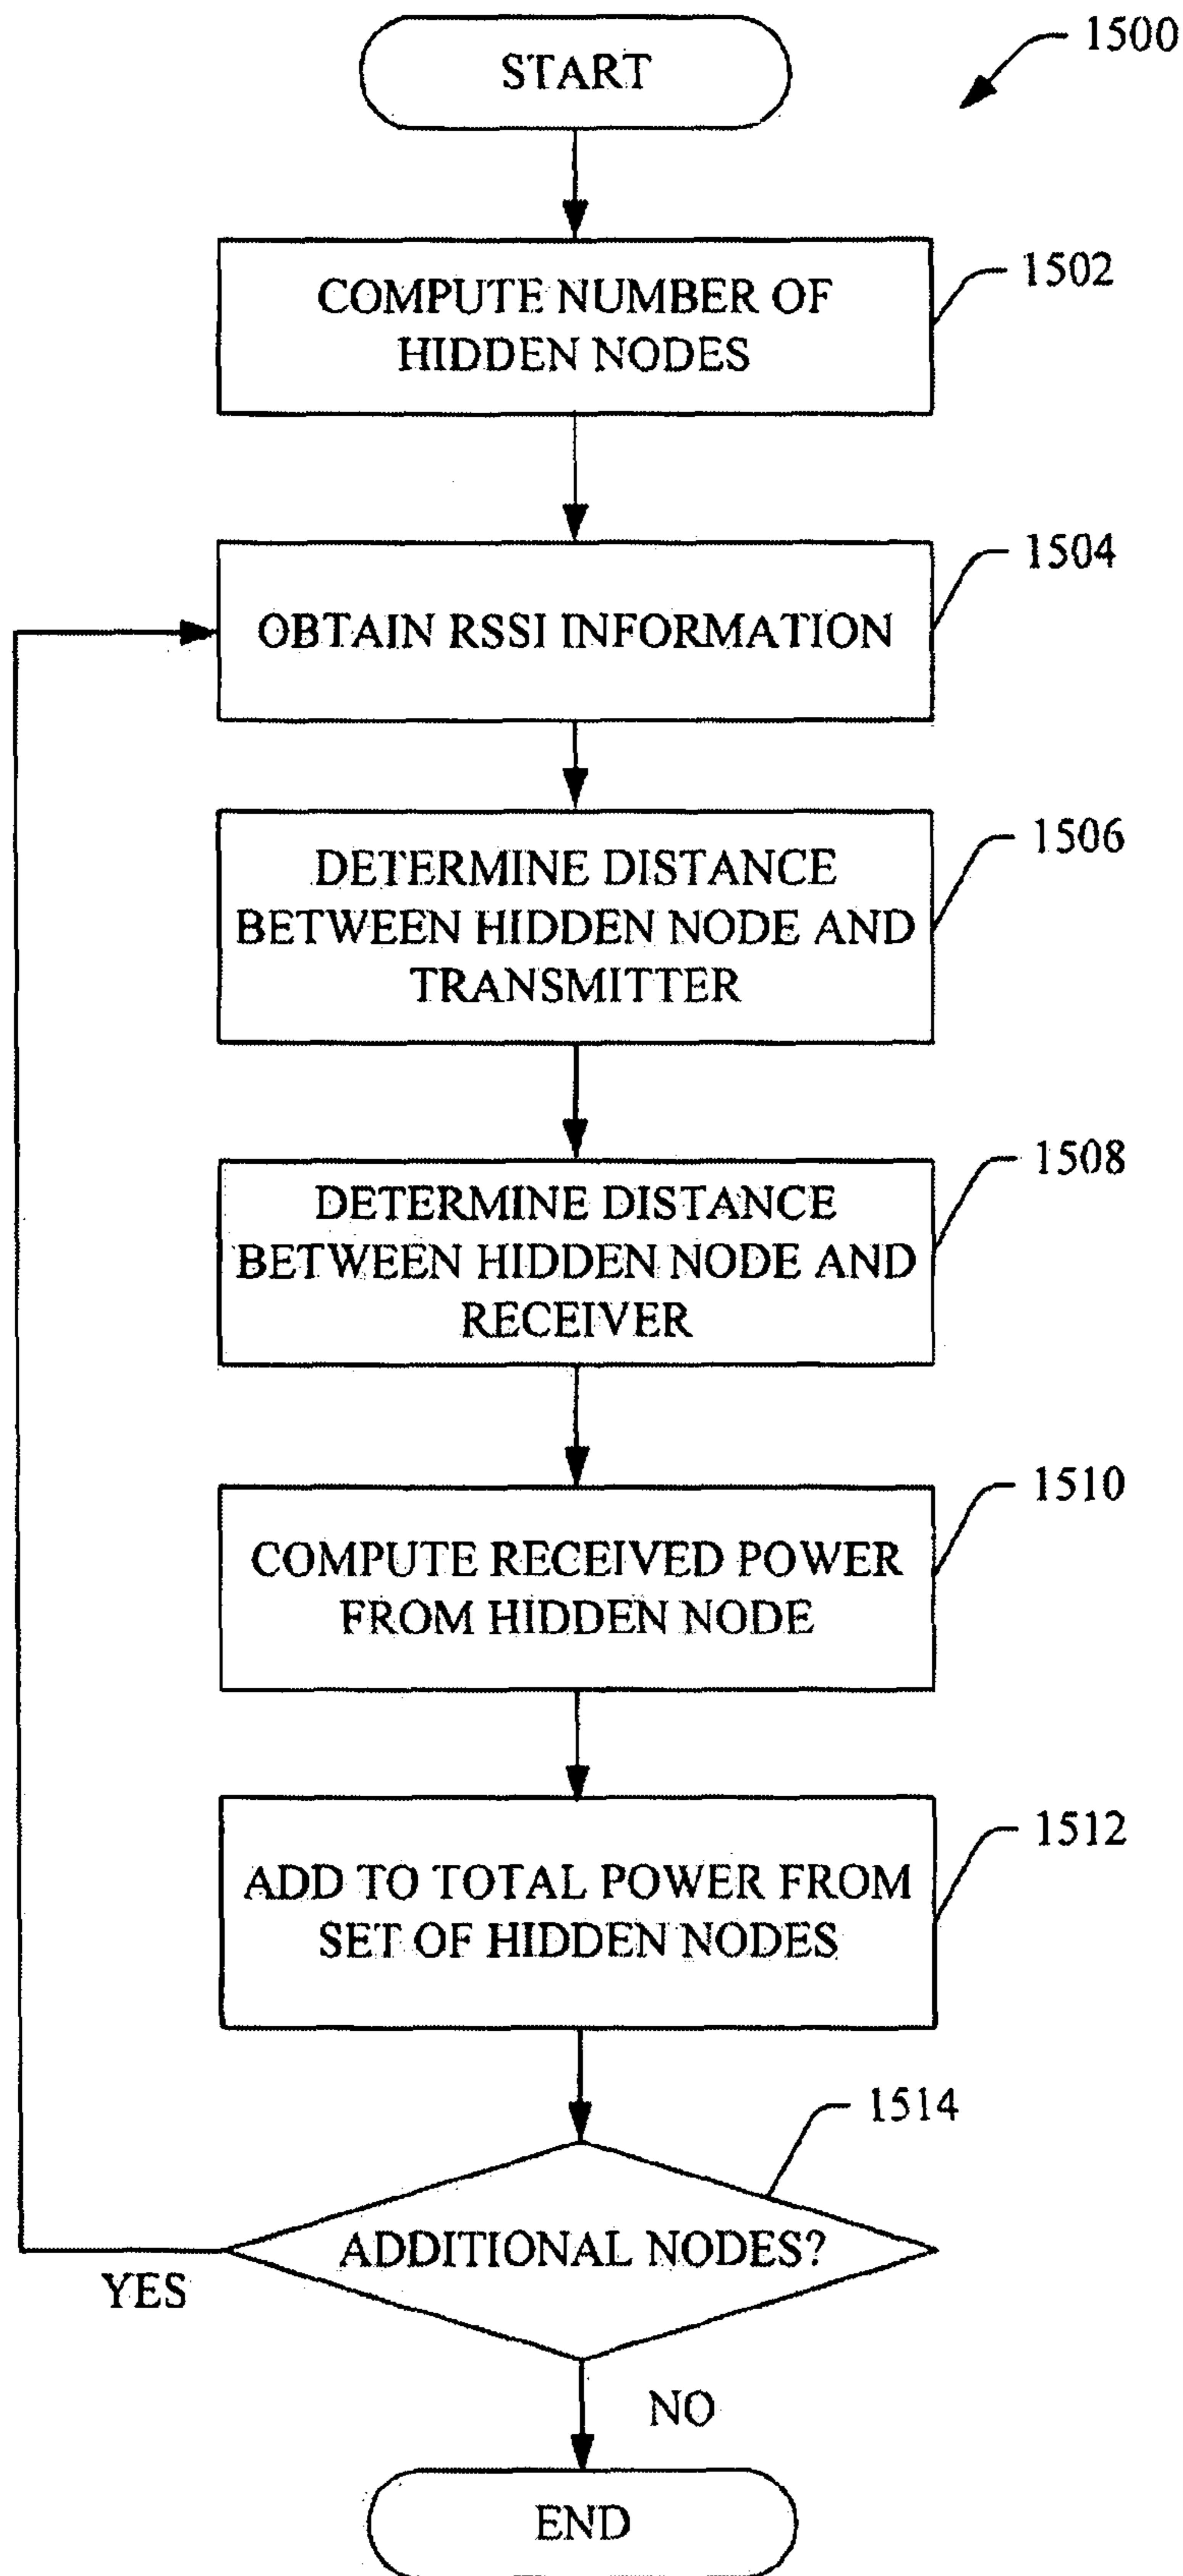 START
1500
COMPUTE NUMBER OF
HIDDEN NODES
1502
OBTAIN RSSI INFORMATION
1504
DETERMINE DISTANCE
BETWEEN HIDDEN NODE AND
TRANSMITTER
1506
DETERMINE DISTANCE
BETWEEN HIDDEN NODE AND
RECEIVER
1508
COMPUTE RECEIVED POWER
FROM HIDDEN NODE
1510
ADD TO TOTAL POWER FROM
SET OF HIDDEN NODES
1512
1514
ADDITIONAL NODES?
YES
NO
END